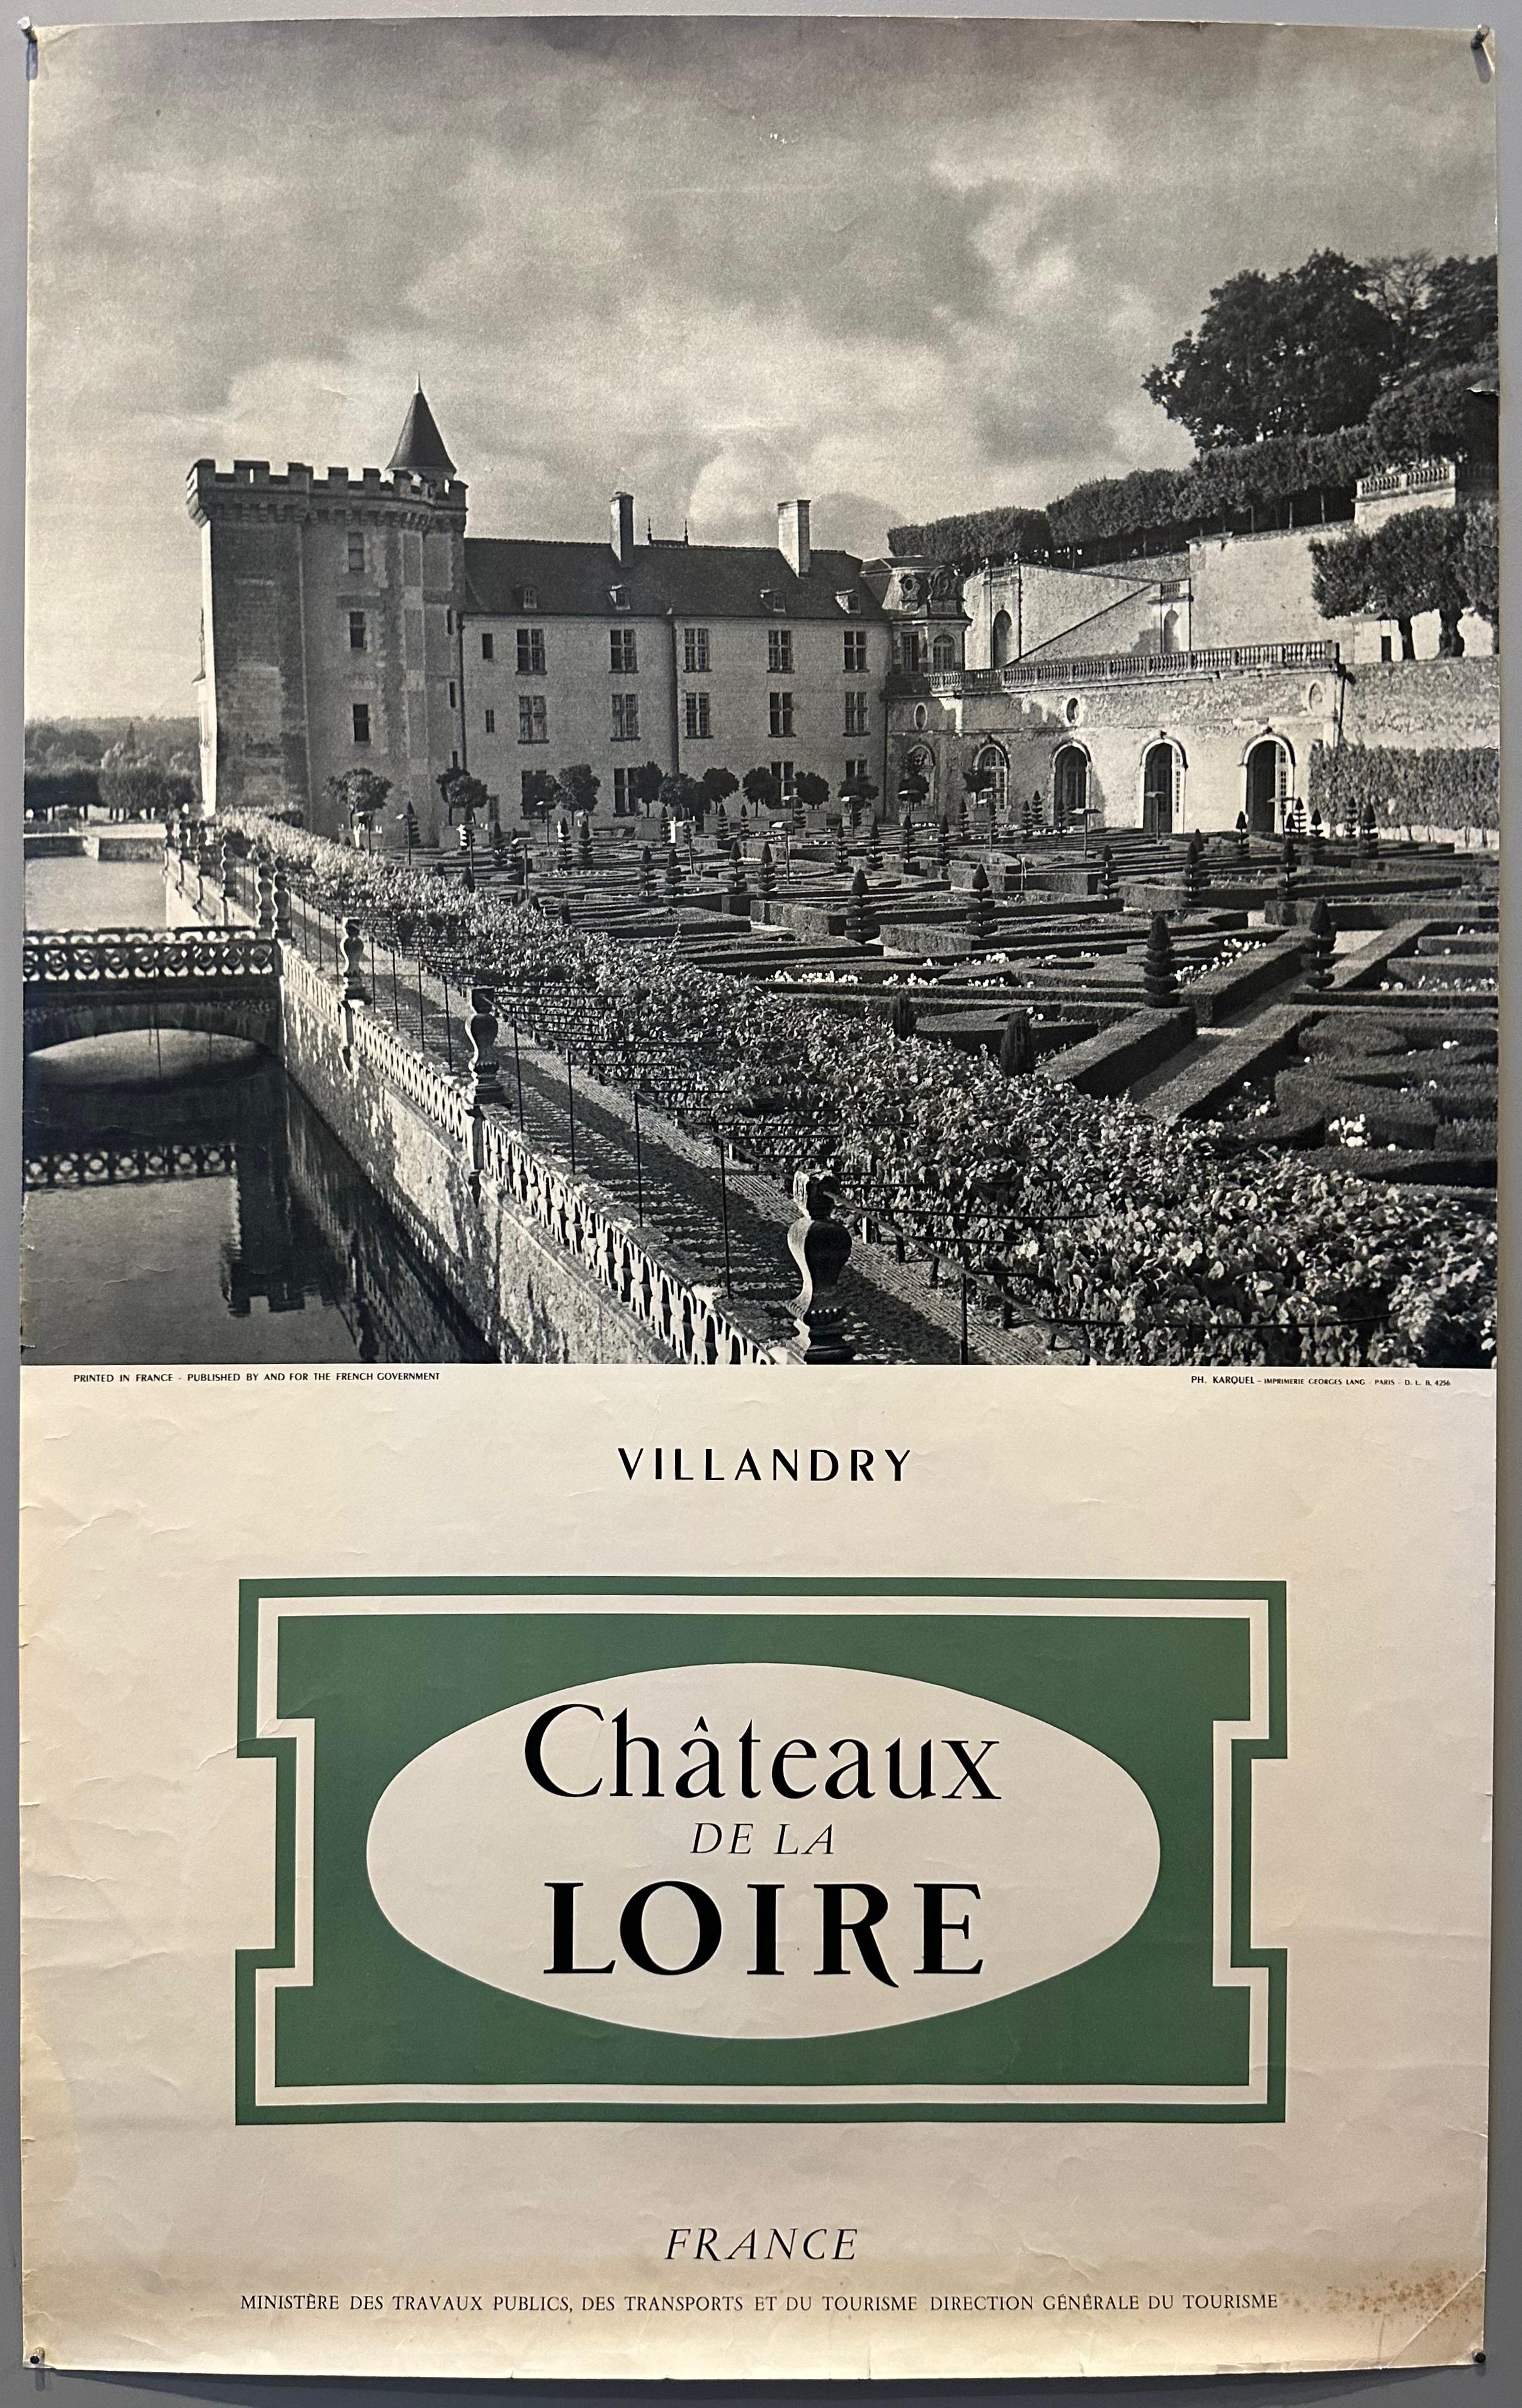 PRINTED IN FRANCE - PUBLISHED BY AND FOR THE FRENCH GOVERNMENT
PH. KARQUEL - IMPRIMERIE GEORGES LANG - PARIS - D. L. B. 4256
VILLANDRY
Châteaux
DE LA
LOIRE
FRANCE
MINISTÈRE DES TRAVAUX PUBLICS, DES TRANSPORTS ET DU TOURISME DIRECTION GÉNÉRALE DU TOURISME